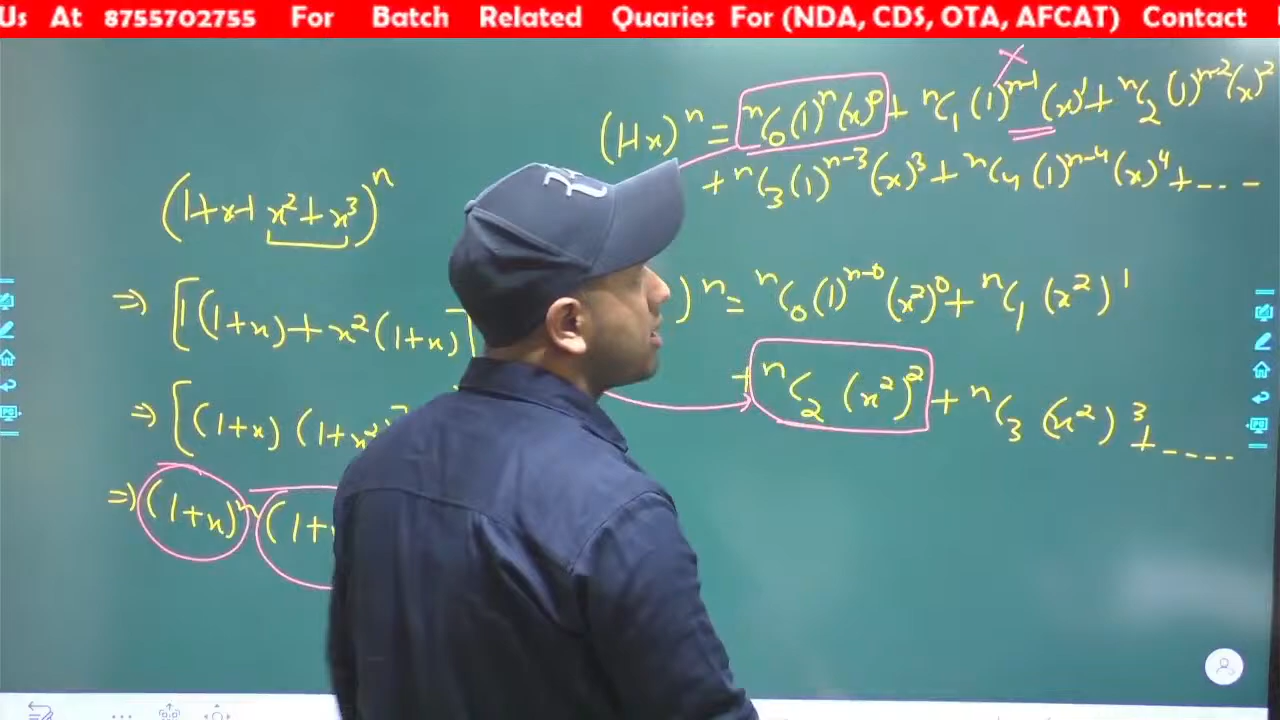 Us At 8755702755 For Batch Related Quaries For (NDA, CDS, OTA, AFCAT) Contact
(1+x+x²+x³)ⁿ
⇒ [1(1+x)+x²(1+x)]
⇒ [(1+x)(1+x²
⇒ (1+x)ⁿ (1+
(1+x)ⁿ = ⁿC₀(1)ⁿ(x)⁰ + ⁿC₁(1)ⁿ⁻¹(x)¹ + ⁿC₂(1)ⁿ⁻²(x)²
+ ⁿC₃(1)ⁿ⁻³(x)³ + ⁿC₄(1)ⁿ⁻⁴(x)⁴ + ----
)ⁿ = ⁿC₀(1)ⁿ⁻⁰(x²)⁰ + ⁿC₁(x²)¹
+ ⁿC₂(x²)² + ⁿC₃(x²)³ + -----